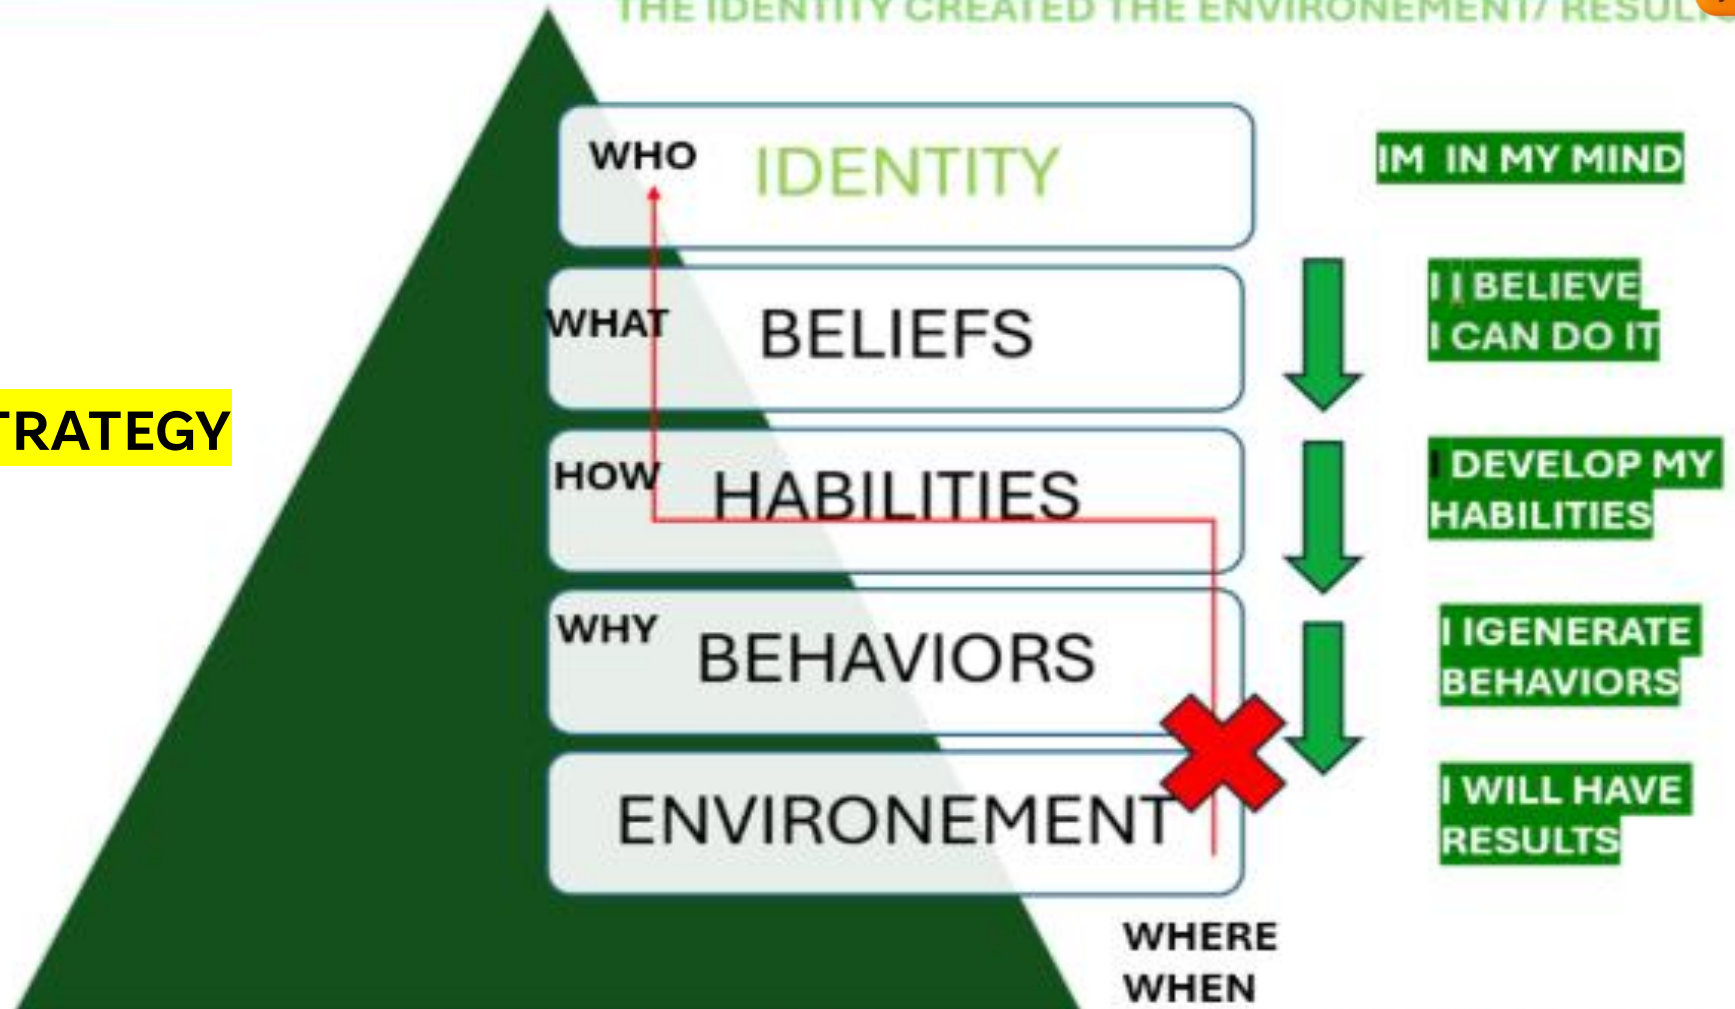 THE IDENTITY CREATED THE ENVIRONEMENT/ RESULTS
WHO IDENTITY
IM IN MY MIND
WHAT BELIEFS
I I BELIEVE
I CAN DO IT
TRATEGY
HOW HABILITIES
I DEVELOP MY
HABILITIES
WHY BEHAVIORS
I IGENERATE
BEHAVIORS
ENVIRONEMENT
I WILL HAVE
RESULTS
WHERE
WHEN